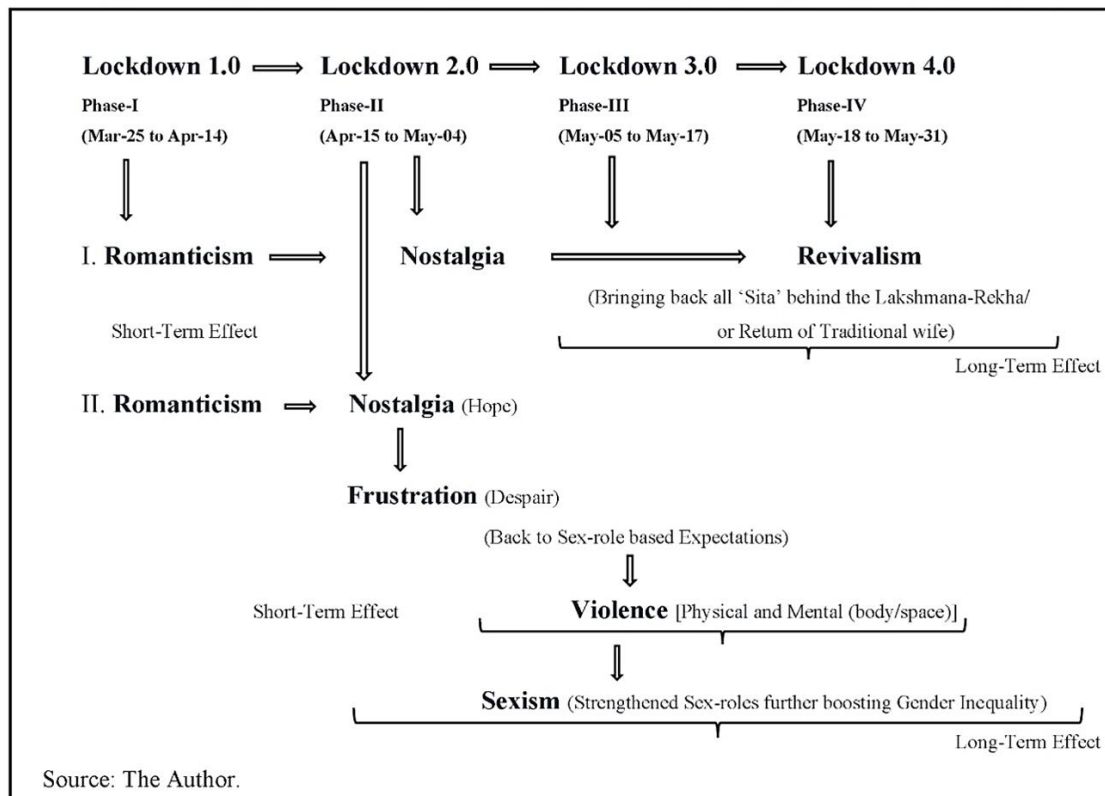 Lockdown 1.0 Lockdown 2.0 Lockdown 3.0 Lockdown 4.0
Phase-I Phase-II Phase-III Phase-IV
(Mar-25 to Apr-14) (Apr-15 to May-04) (May-05 to May-17) (May-18 to May-31)
I. Romanticism Nostalgia Revivalism
(Bringing back all ‘Sita’ behind the Lakshmana-Rekha/
Short-Term Effect or Return of Traditional wife)
Long-Term Effect
II. Romanticism Nostalgia (Hope)
Frustration (Despair)
(Back to Sex-role based Expectations)
Short-Term Effect Violence [Physical and Mental (body/space)]
Sexism (Strengthened Sex-roles further boosting Gender Inequality)
Long-Term Effect
Source: The Author.